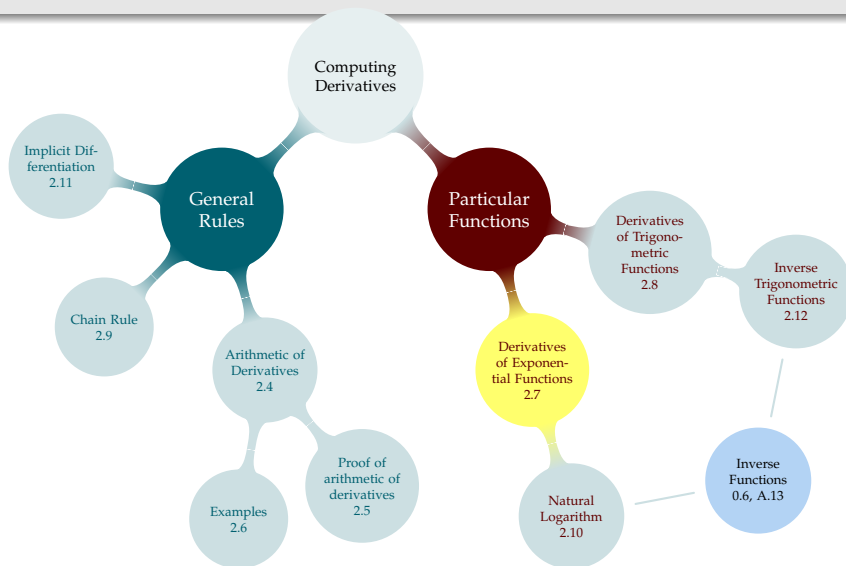 Computing
Derivatives
Implicit Dif-
ferentiation
2.11
General
Rules
Particular
Functions
Derivatives
of Trigono-
metric
Functions
2.8
Inverse
Trigonometric
Functions
2.12
Chain Rule
2.9
Arithmetic of
Derivatives
2.4
Derivatives
of Exponen-
tial Functions
2.7
Examples
2.6
Proof of
arithmetic of
derivatives
2.5
Natural
Logarithm
2.10
Inverse
Functions
0.6, A.13